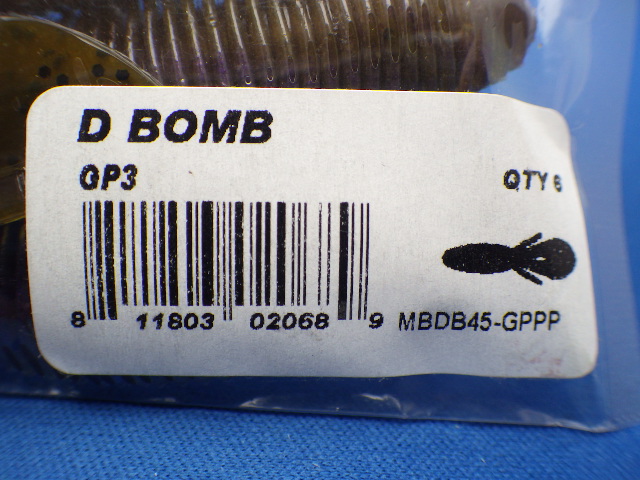 D BOMB
GP3
QTY 6
8 11803 02068 9 MBDB45-GPPP